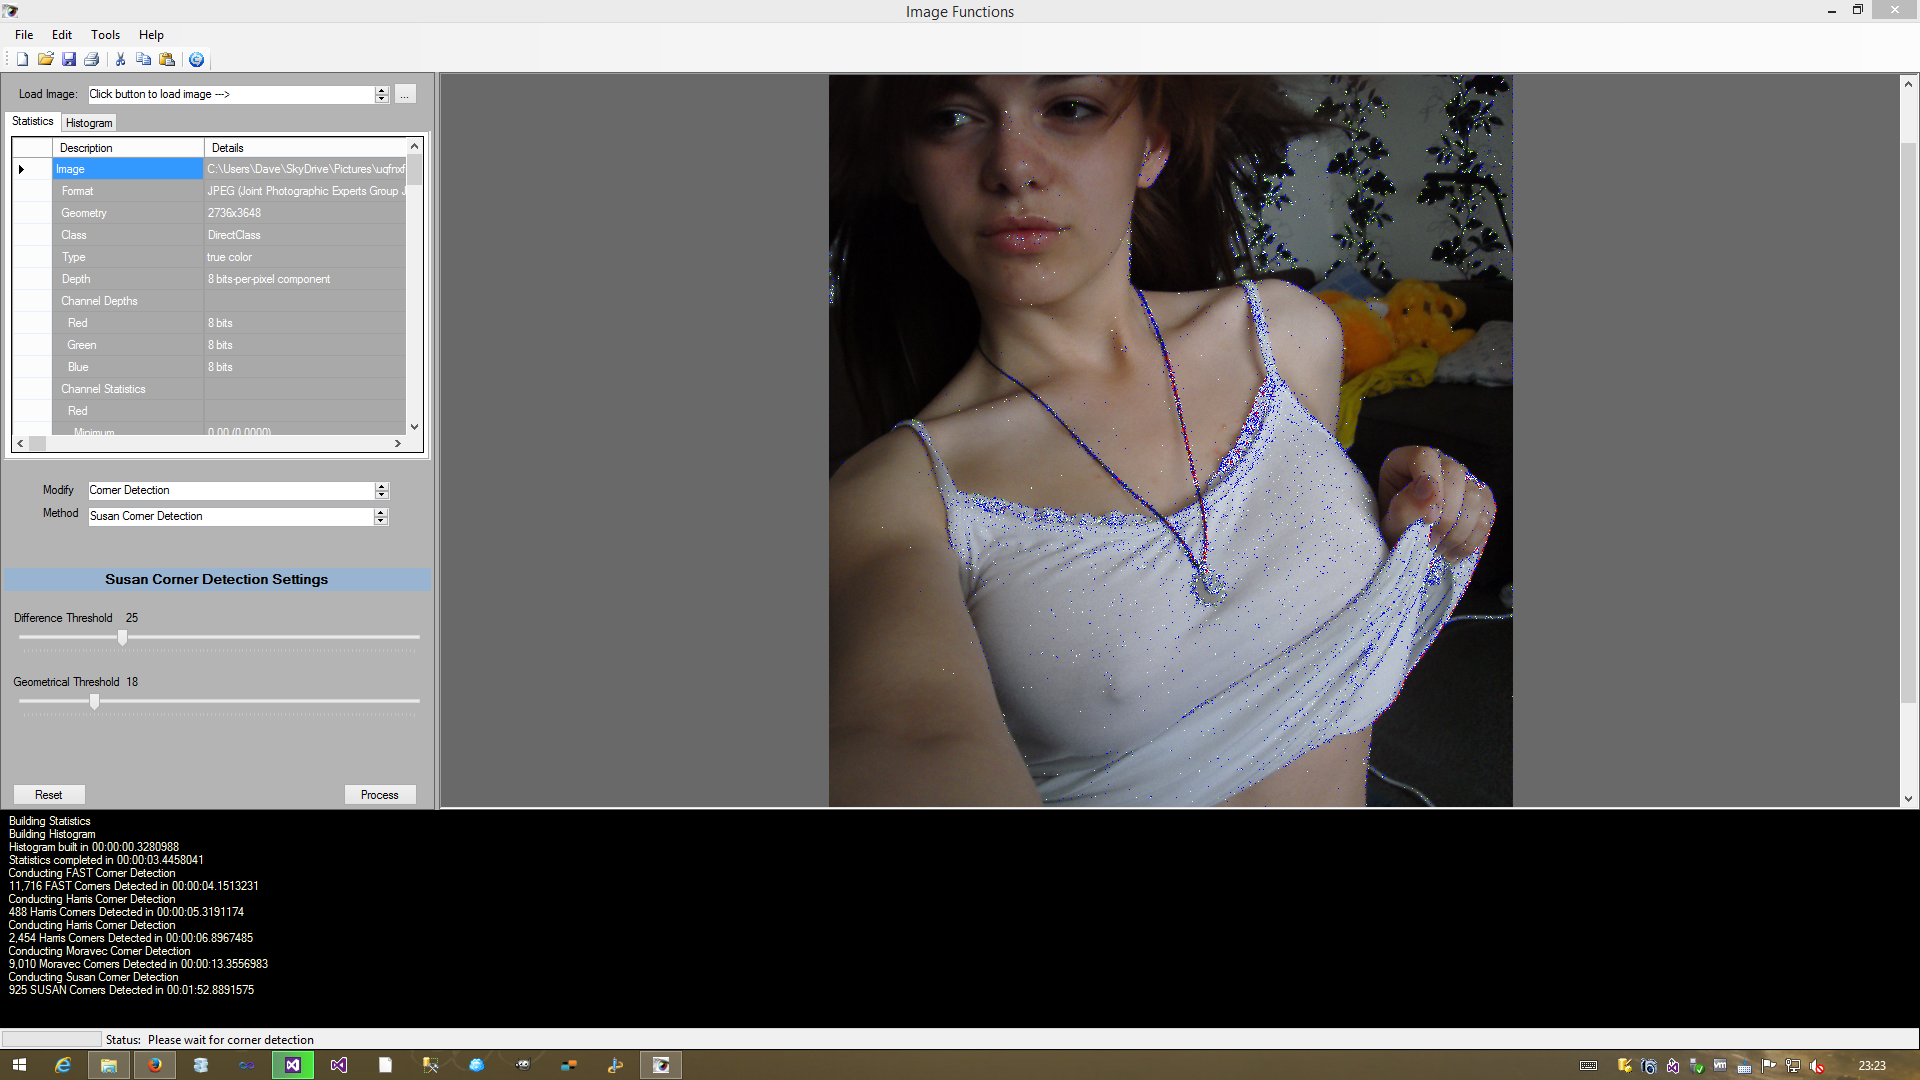 Image Functions
File Edit Tools Help
Load Image: Click button to load image ---> ...
Statistics Histogram
Description Details
Image C:\Users\Dave\SkyDrive\Pictures\uqfnxf
Format JPEG (Joint Photographic Experts Group J
Geometry 2736x3648
Class DirectClass
Type true color
Depth 8 bits-per-pixel component
Channel Depths
Red 8 bits
Green 8 bits
Blue 8 bits
Channel Statistics
Red
Minimum 0.00 (0.0000)
Modify Corner Detection
Method Susan Corner Detection
Susan Corner Detection Settings
Difference Threshold 25
Geometrical Threshold 18
Reset Process
Building Statistics
Building Histogram
Histogram built in 00:00:00.3280988
Statistics completed in 00:00:03.4458041
Conducting FAST Corner Detection
11,716 FAST Corners Detected in 00:00:04.1513231
Conducting Harris Corner Detection
488 Harris Corners Detected in 00:00:05.3191174
Conducting Harris Corner Detection
2,454 Harris Corners Detected in 00:00:06.8967485
Conducting Moravec Corner Detection
9,010 Moravec Corners Detected in 00:00:13.3556983
Conducting Susan Corner Detection
925 SUSAN Corners Detected in 00:01:52.8891575
Status: Please wait for corner detection
23:23